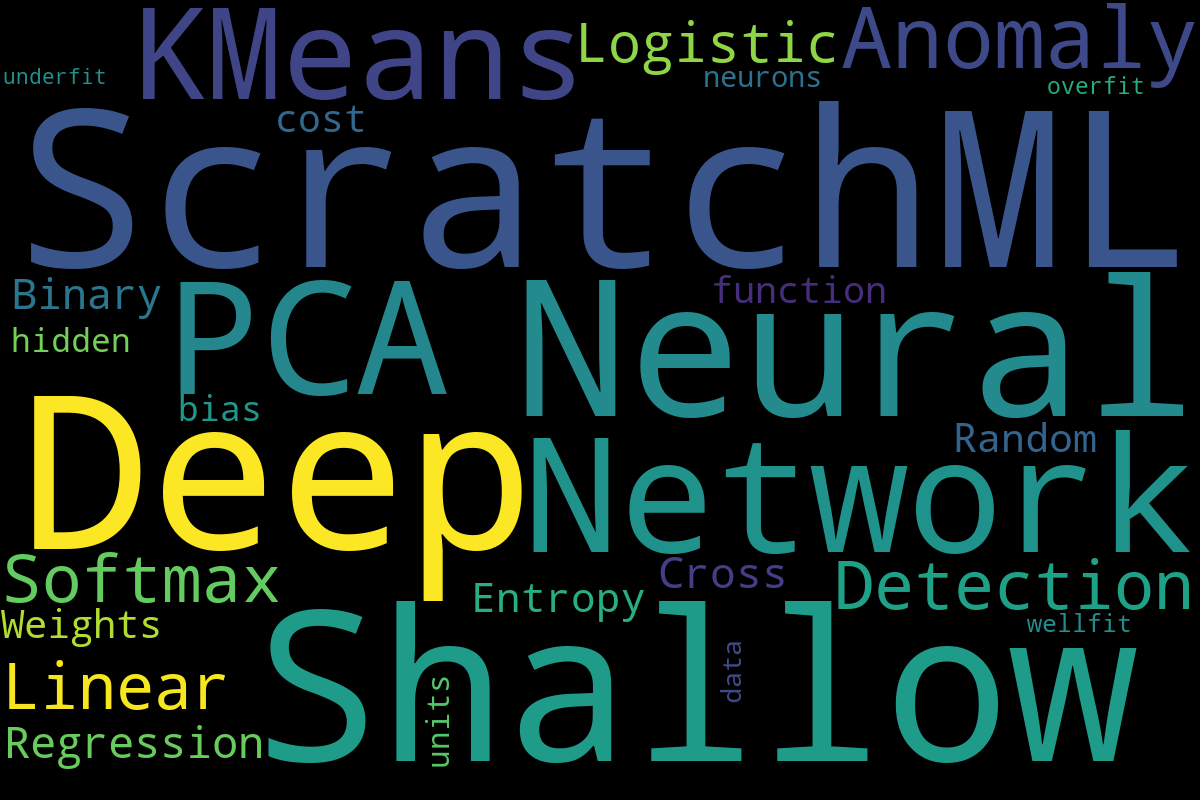 KMeans
Logistic
Anomaly
underfit
neurons
overfit
cost
ScratchML
Binary
PCA
Neural
function
hidden
bias
Deep
Network
Random
Softmax
Entropy
Cross
Detection
Weights
Shallow
wellfit
Linear
units
data
Regression